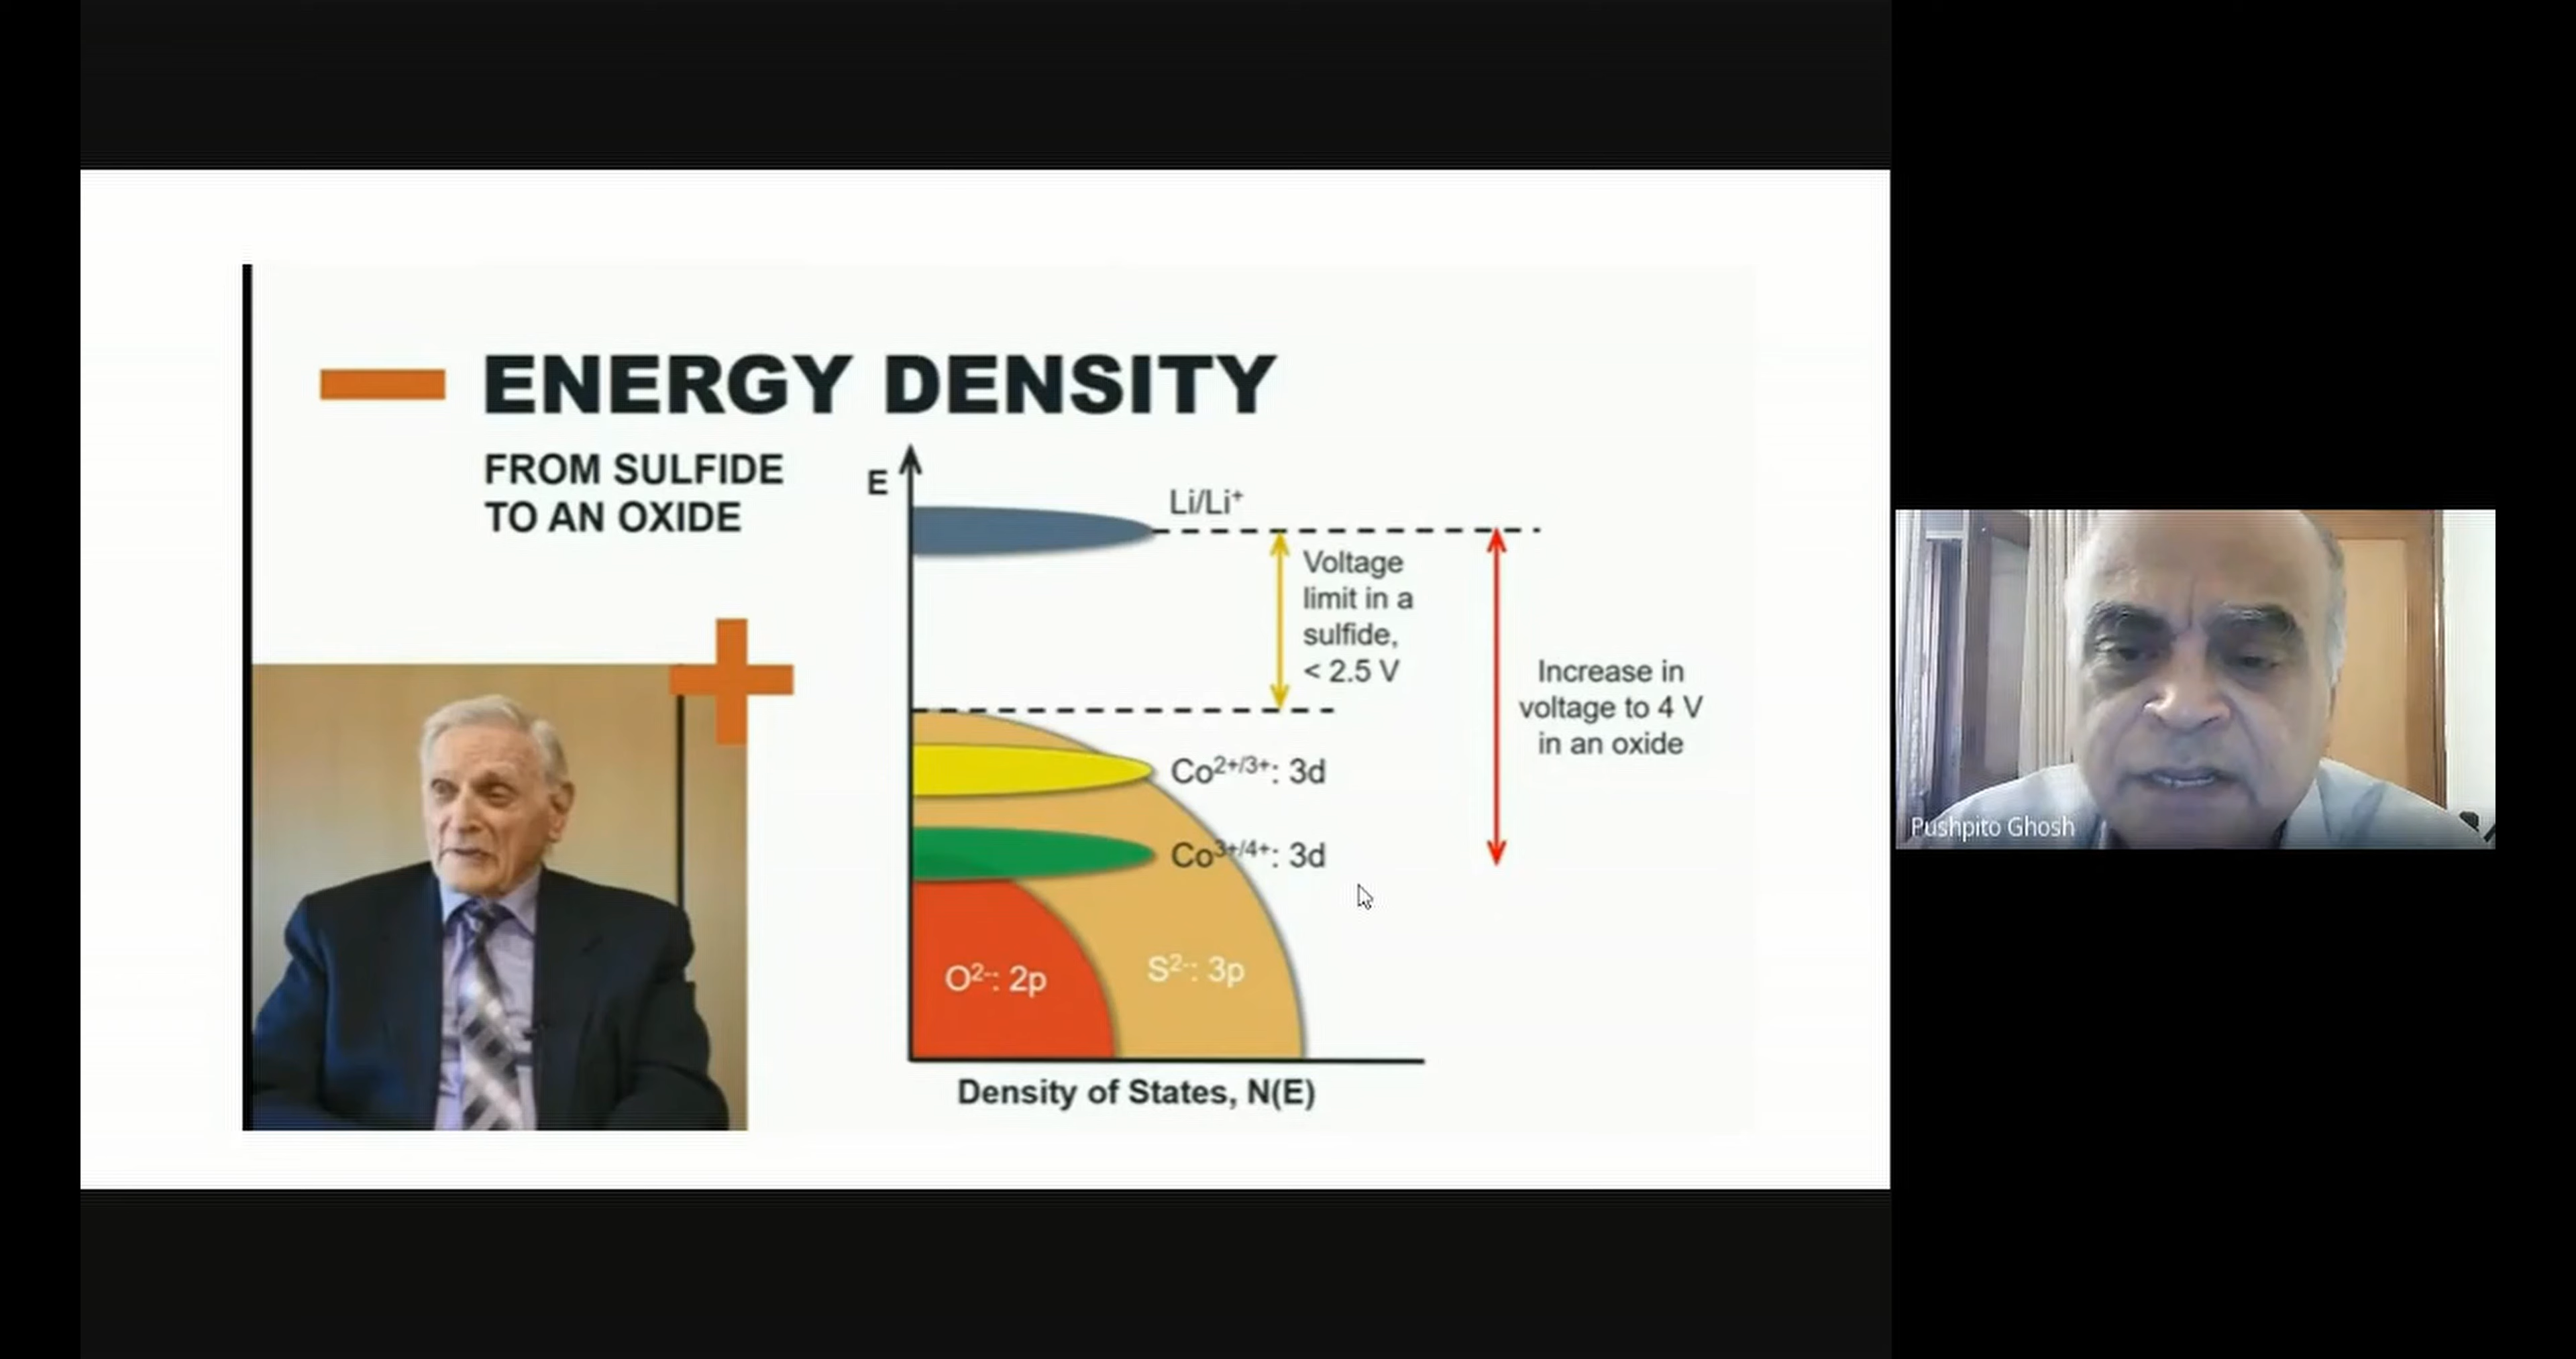 ENERGY DENSITY
FROM SULFIDE
TO AN OXIDE
E
Li/Li⁺
Voltage
limit in a
sulfide,
< 2.5 V
Increase in
voltage to 4 V
in an oxide
Co²⁺/³⁺: 3d
Co³⁺/⁴⁺: 3d
O²⁻: 2p
S²⁻: 3p
Density of States, N(E)
Pushpito Ghosh